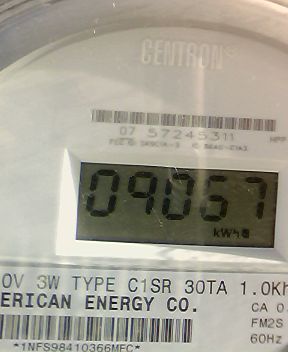 CENTRON®
07 57245311
09067
kWh
0V 3W TYPE C1SR 30TA 1.0Kh
ERICAN ENERGY CO.
CA 0.
FM2S
60Hz
*1NFS98410366MFC*